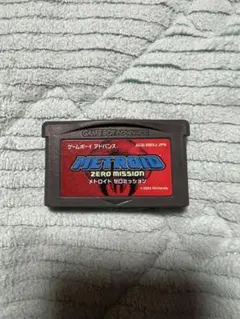 GAME BOY ADVANCE
ゲームボーイ アドバンス
METROID
ZERO MISSION
メトロイド ゼロミッション
© 2004 Nintendo